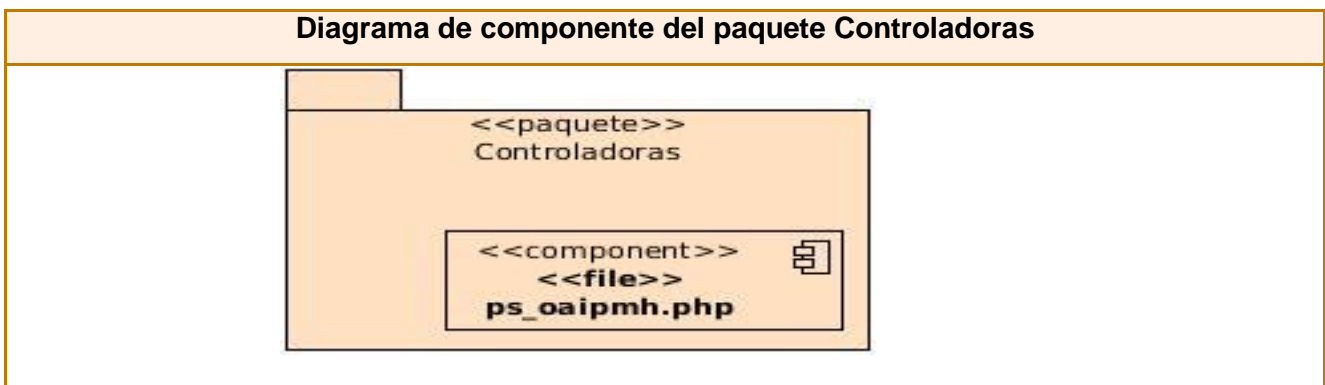 Diagrama de componente del paquete Controladoras
<<paquete>>
Controladoras
<<component>>
<<file>>
ps_oaipmh.php